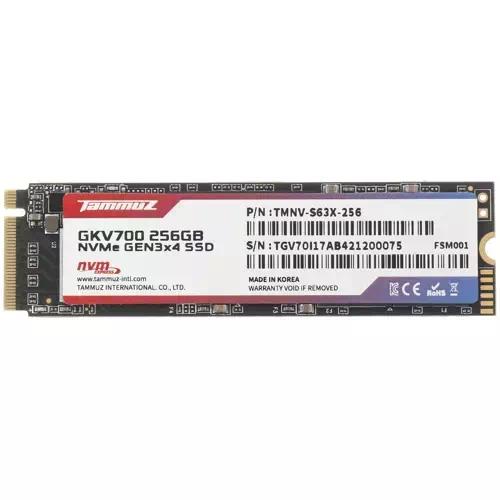 TAMMUZ
GKV700 256GB
NVMe GEN3x4 SSD
nvm
EXPRESS
www.tammuz-intl.com
TAMMUZ INTERNATIONAL. CO., LTD.
P/N : TMNV-S63X-256
S/N : TGV70I17AB421200075
FSM001
MADE IN KOREA
WARRANTY VOID IF REMOVED
CE
RoHS